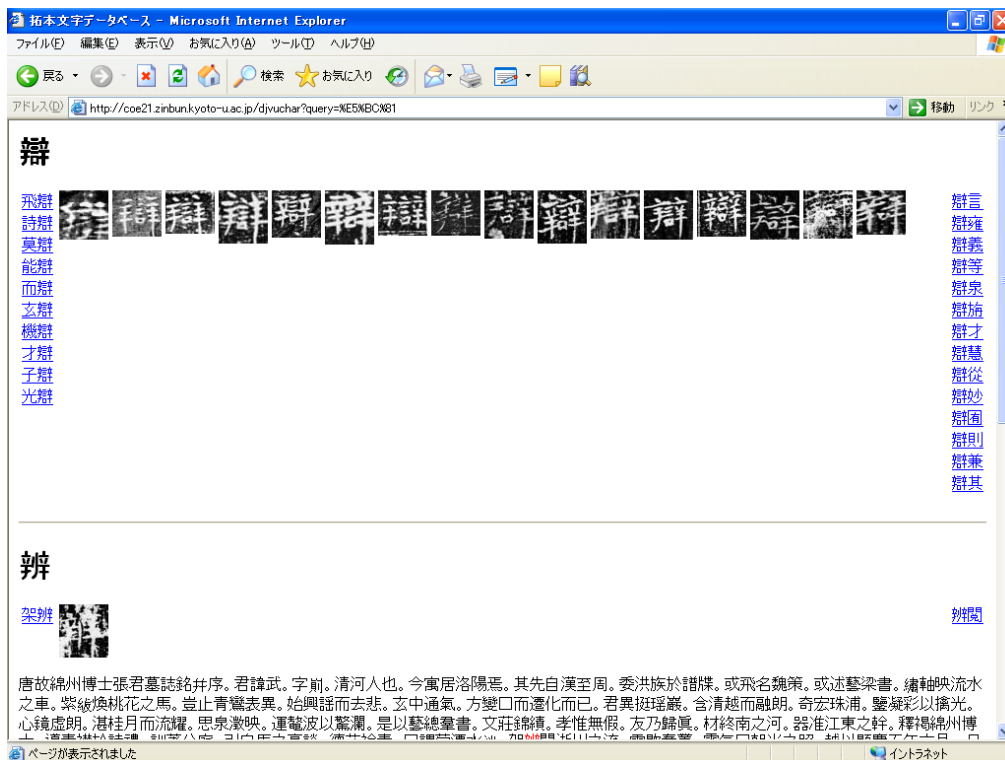 拓本文字データベース - Microsoft Internet Explorer
ファイル(F) 編集(E) 表示(V) お気に入り(A) ツール(T) ヘルプ(H)
戻る 検索 お気に入り
アドレス(D) http://coe21.zinbun.kyoto-u.ac.jp/djvuchar?query=%E5%BC%81 移動 リンク
辯
飛辯 辯言
詩辯 辯雍
莫辯 辯義
能辯 辯等
而辯 辯泉
玄辯 辯旃
機辯 辯才
才辯 辯慧
子辯 辯從
光辯 辯妙
辯囿
辯則
辯兼
辯其
辨
架辨 辨閲
唐故綿州博士張君墓誌銘并序。君諱武。字剬。清河人也。今寓居洛陽焉。其先自漢至周。委洪族於譜牒。或飛名魏策。或述藝梁書。繡軸映流水
之車。紫紱煥桃花之馬。豈止青鸞表異。始興謡而去悲。玄中通氣。方變口而遷化而已。君異挺瑶巖。含清越而融朗。奇宏珠浦。鑒凝彩以擒光。
心鏡虚朗。湛桂月而流耀。思泉澂映。運鼇波以驚瀾。是以藝總羣書。文莊錦績。孝惟無假。友乃歸眞。材終南之河。器准江東之幹。釋褐綿州博
ページが表示されました イントラネット